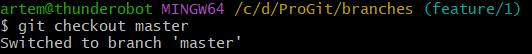 artem@thunderobot MINGW64 /c/d/ProGit/branches (feature/1)
$ git checkout master
Switched to branch 'master'